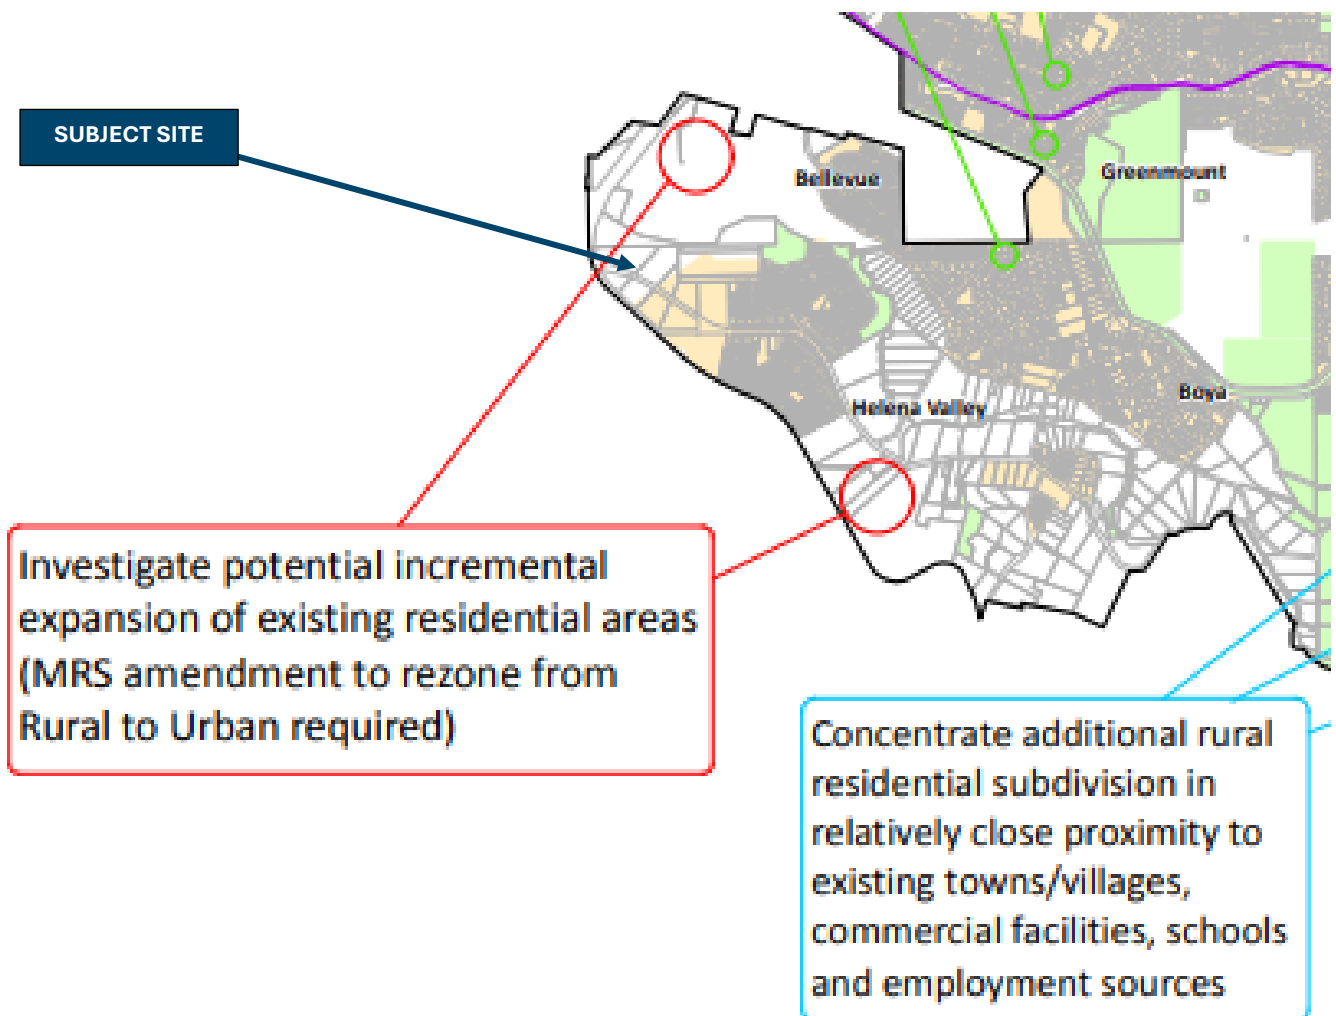 SUBJECT SITE
Bellevue
Greenmount
Boya
Helena Valley
Investigate potential incremental
expansion of existing residential areas
(MRS amendment to rezone from
Rural to Urban required)
Concentrate additional rural
residential subdivision in
relatively close proximity to
existing towns/villages,
commercial facilities, schools
and employment sources